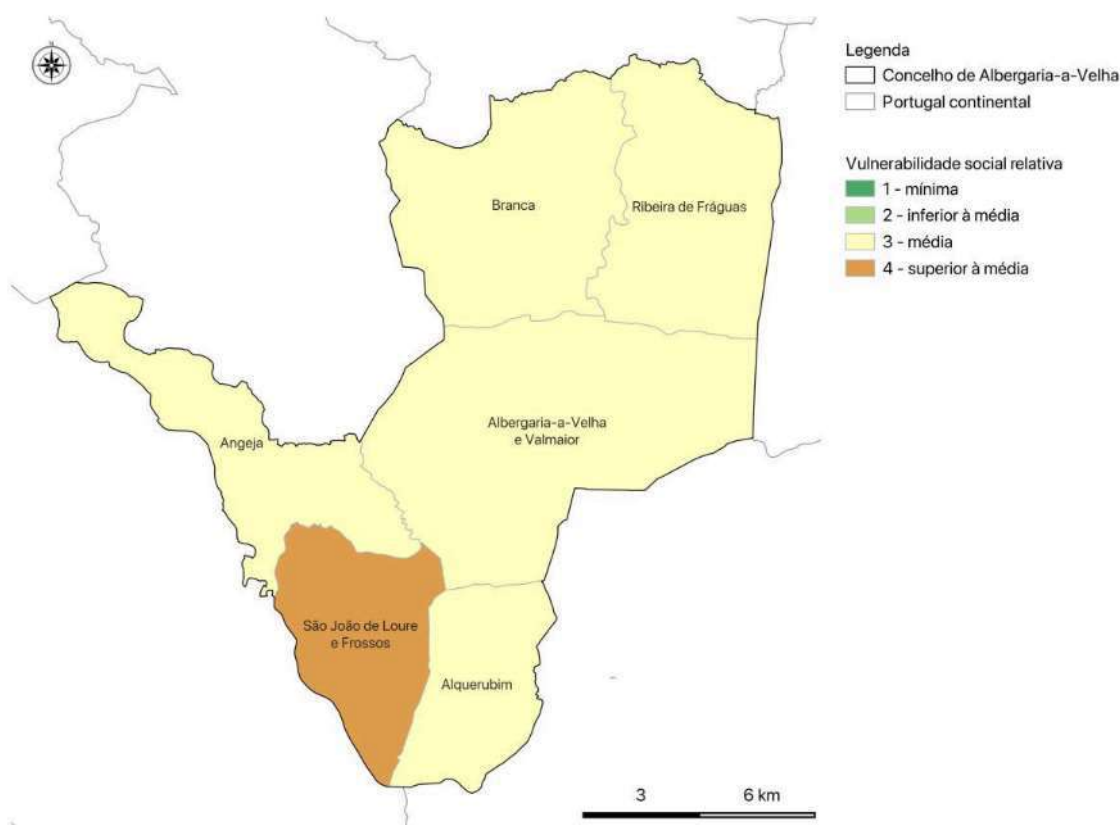 N
Legenda
Concelho de Albergaria-a-Velha
Portugal continental
Vulnerabilidade social relativa
1 - mínima
2 - inferior à média
3 - média
4 - superior à média
Branca
Ribeira de Fráguas
Albergaria-a-Velha
e Valmaior
Angeja
São João de Loure
e Frossos
Alquerubim
3
6 km